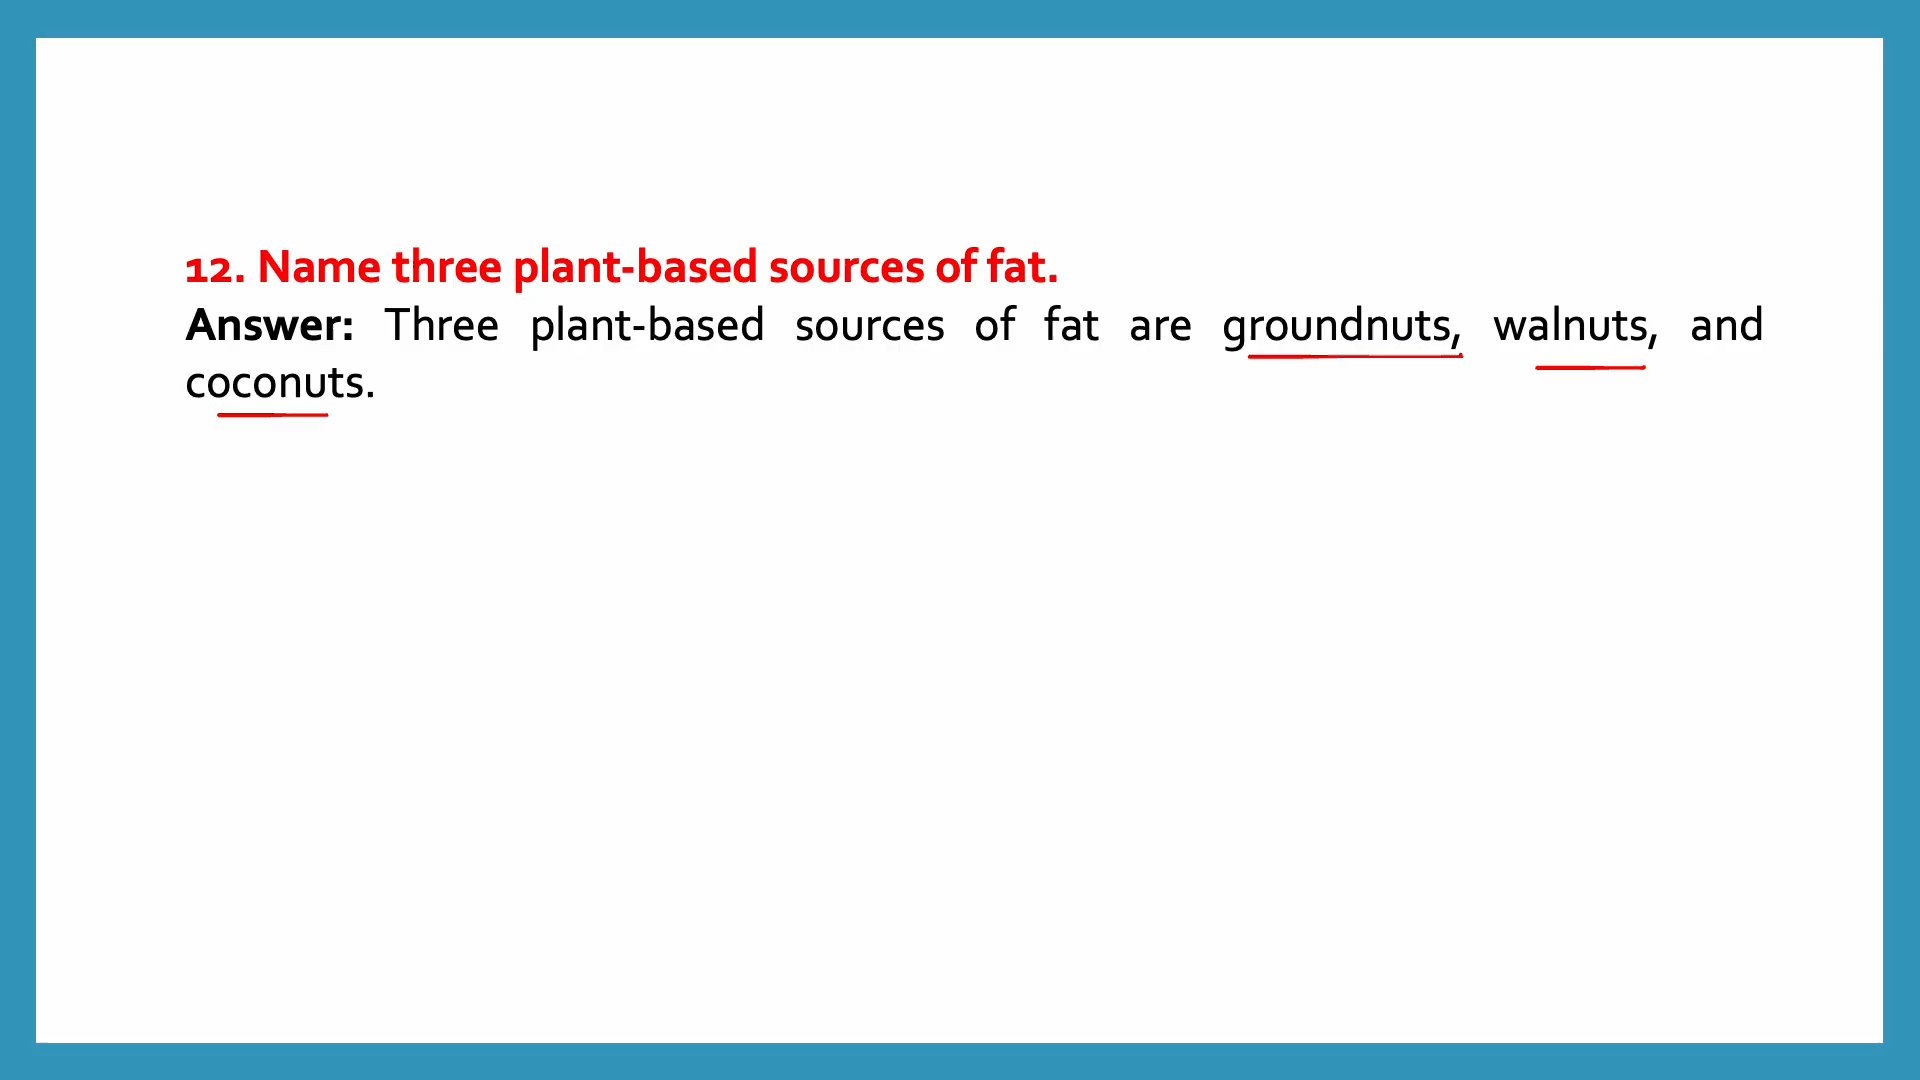 12. Name three plant-based sources of fat.
Answer: Three plant-based sources of fat are groundnuts, walnuts, and
coconuts.